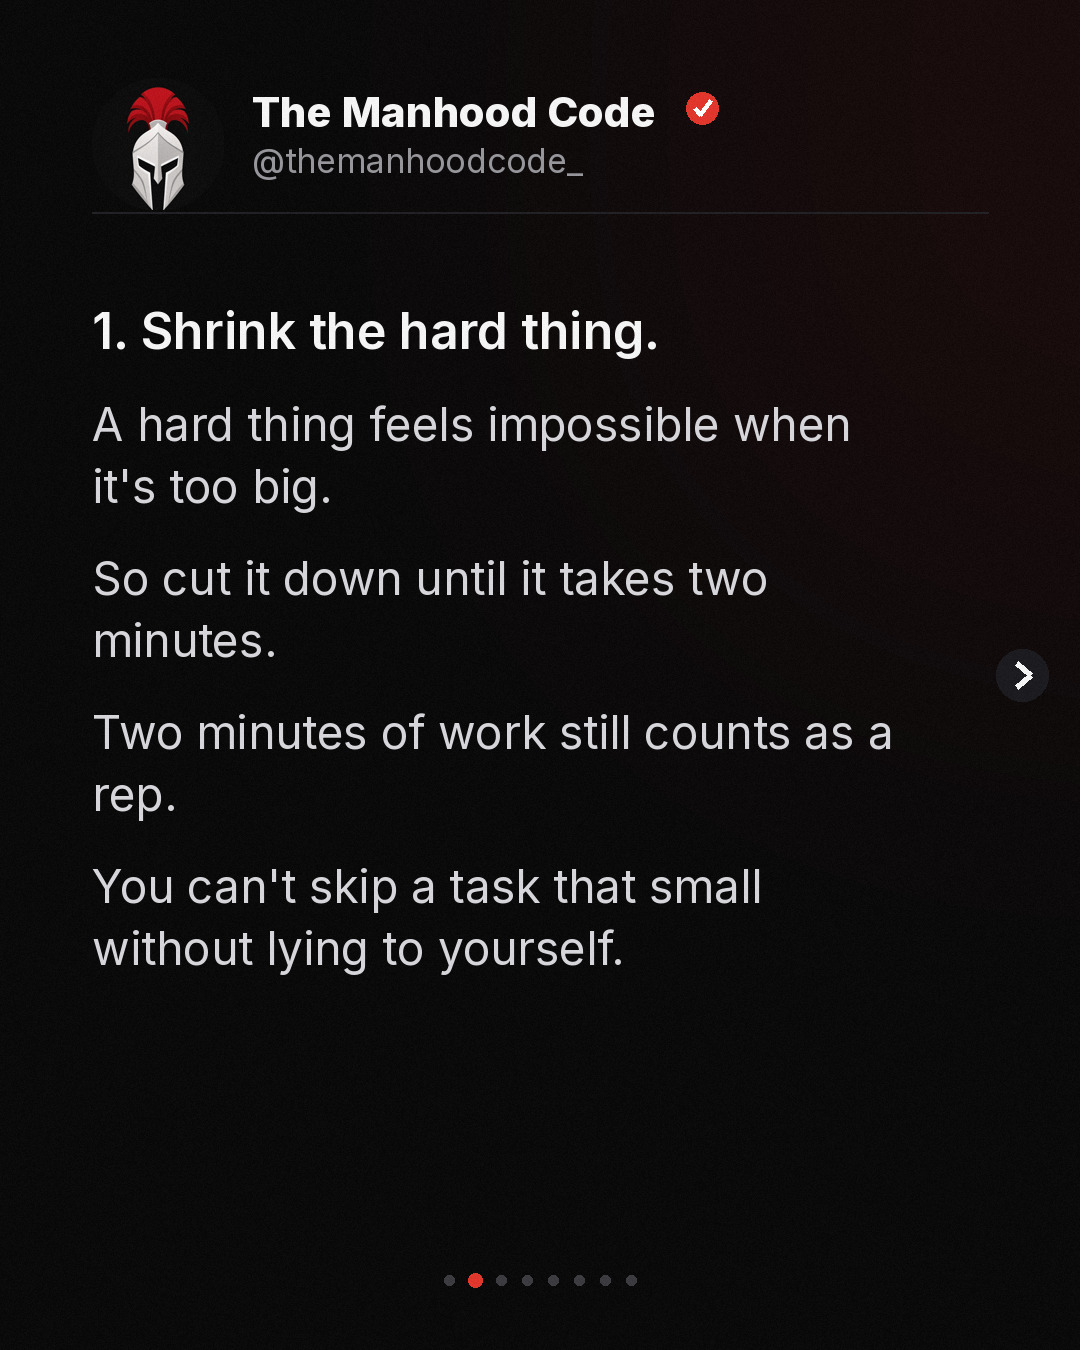 The Manhood Code
@themanhoodcode_
1. Shrink the hard thing.
A hard thing feels impossible when
it's too big.
So cut it down until it takes two
minutes.
Two minutes of work still counts as a
rep.
You can't skip a task that small
without lying to yourself.